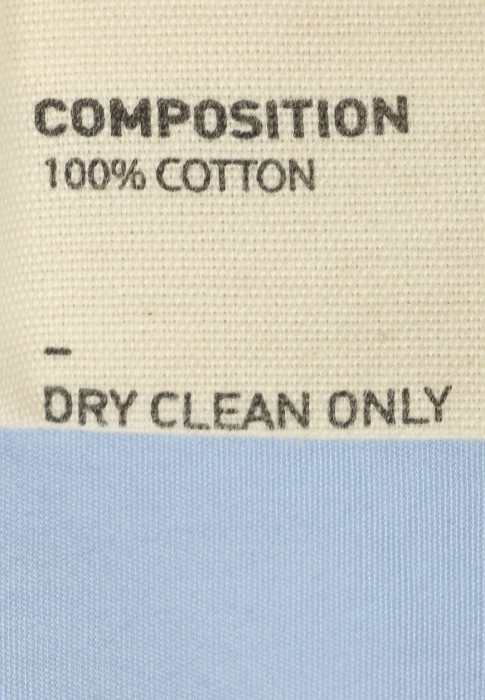 COMPOSITION
100% COTTON
–
DRY CLEAN ONLY